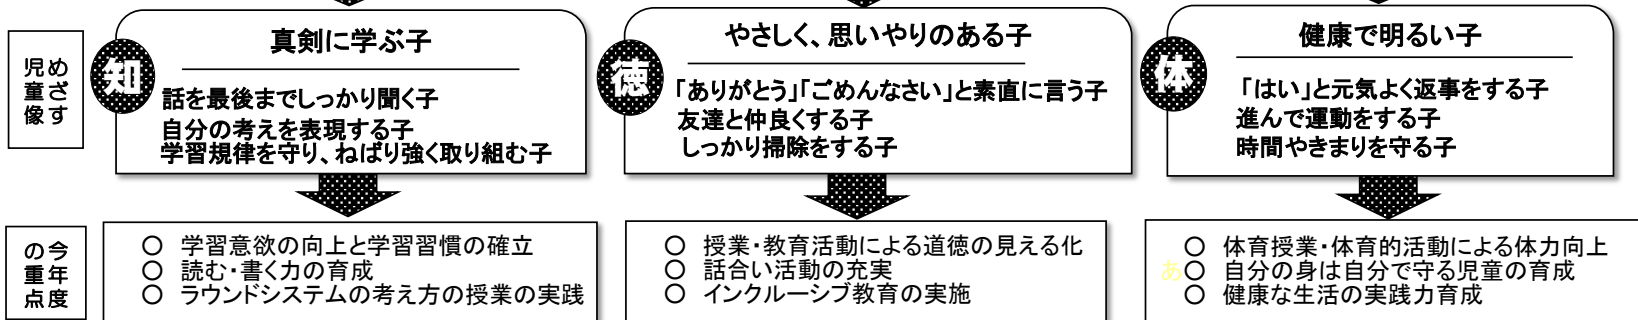 めざす
児童像
知
真剣に学ぶ子
話を最後までしっかり聞く子
自分の考えを表現する子
学習規律を守り、ねばり強く取り組む子
徳
やさしく、思いやりのある子
「ありがとう」「ごめんなさい」と素直に言う子
友達と仲良くする子
しっかり掃除をする子
体
健康で明るい子
「はい」と元気よく返事をする子
進んで運動をする子
時間やきまりを守る子
今年度
の重点
○ 学習意欲の向上と学習習慣の確立
○ 読む・書く力の育成
○ ラウンドシステムの考え方の授業の実践
○ 授業・教育活動による道徳の見える化
○ 話合い活動の充実
○ インクルーシブ教育の実施
○ 体育授業・体育的活動による体力向上
あ○ 自分の身は自分で守る児童の育成
○ 健康な生活の実践力育成